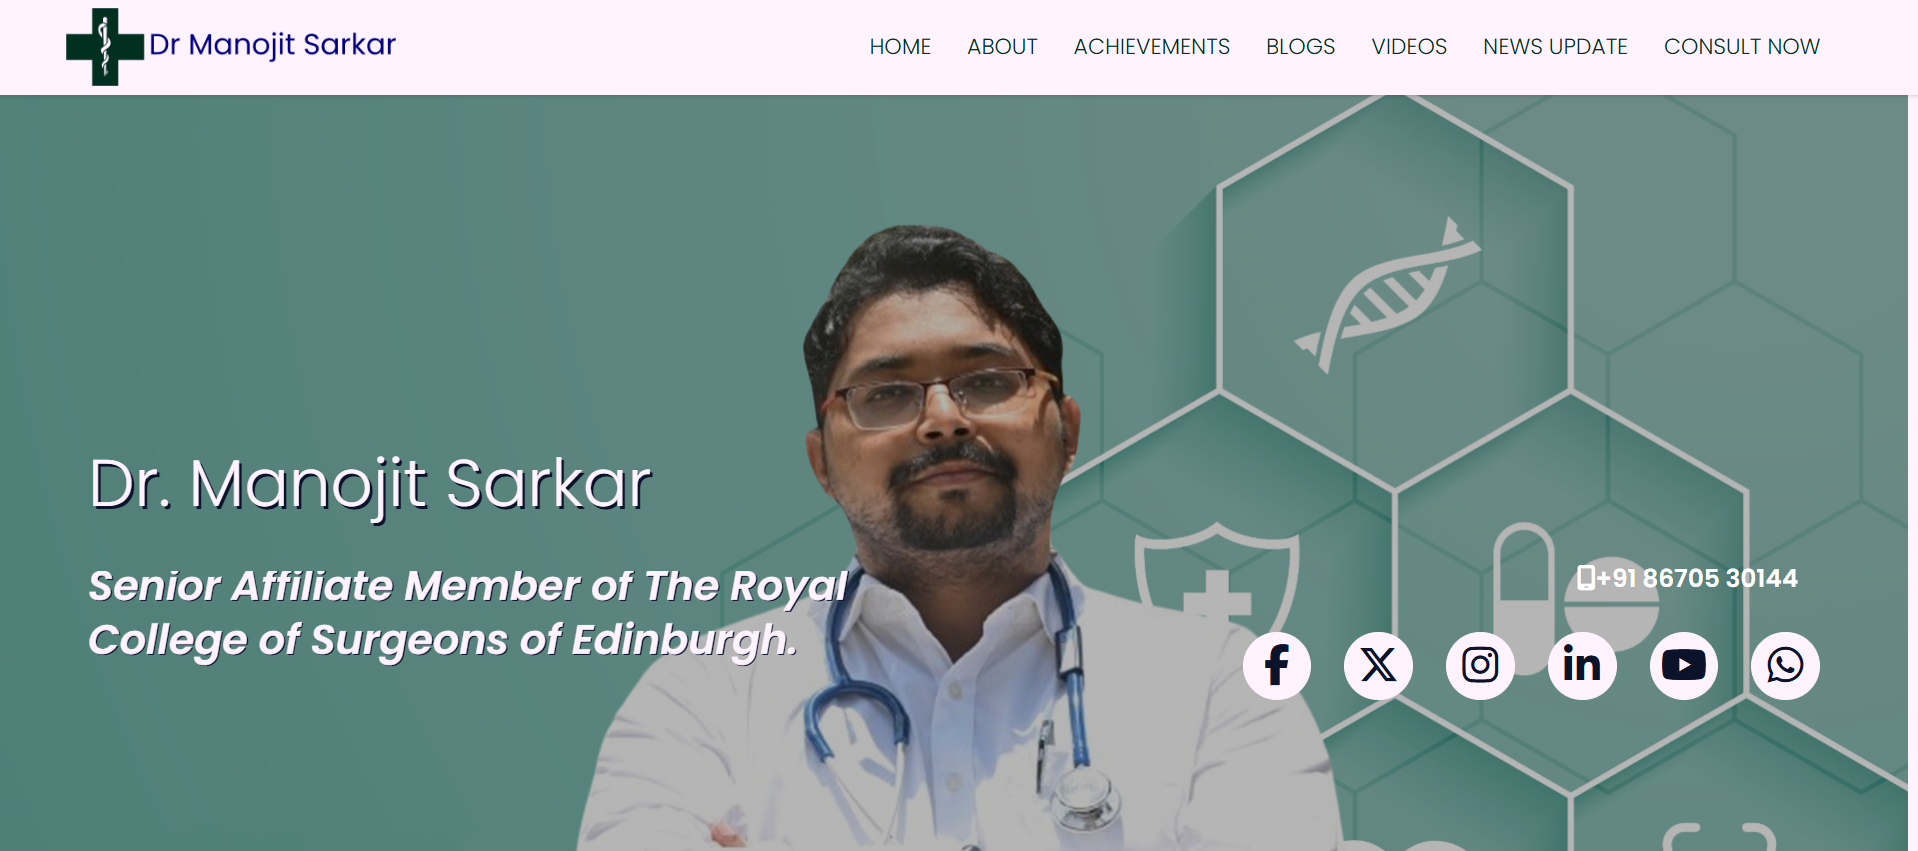 Dr Manojit Sarkar
HOME ABOUT ACHIEVEMENTS BLOGS VIDEOS NEWS UPDATE CONSULT NOW
Dr. Manojit Sarkar
Senior Affiliate Member of The Royal
College of Surgeons of Edinburgh.
+91 86705 30144